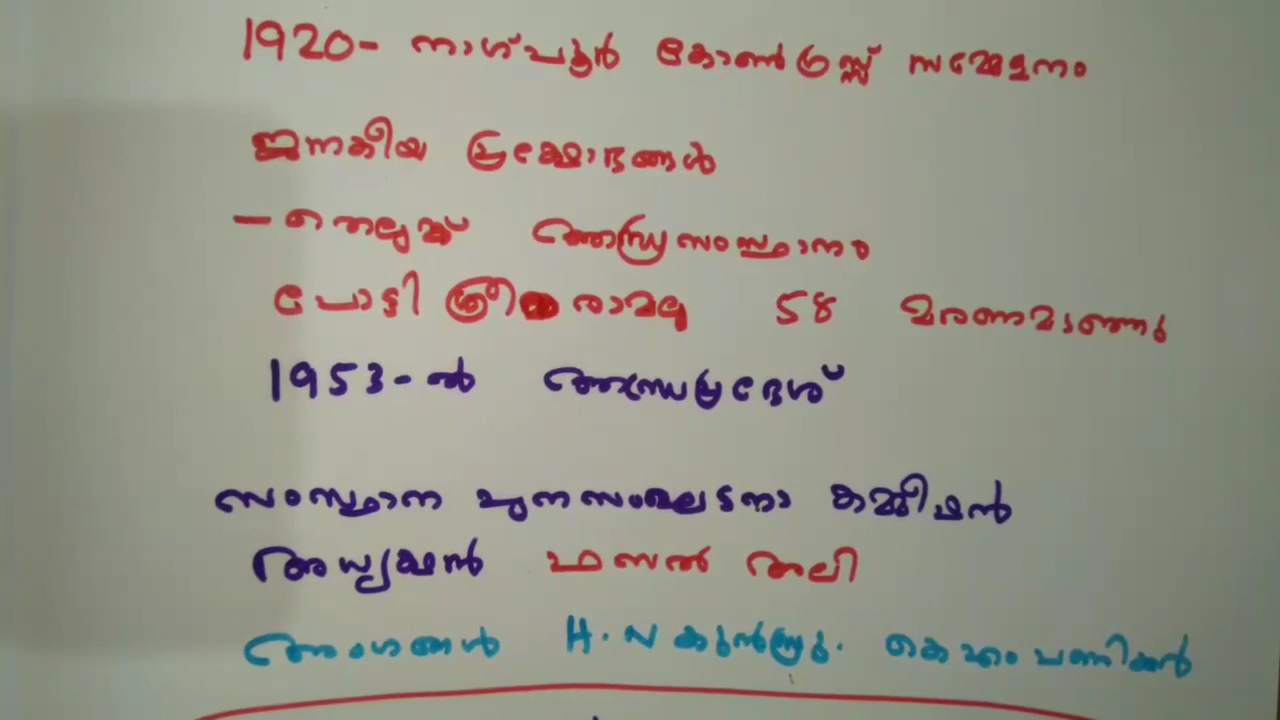 1920- നാഗ്പൂർ കോൺഗ്രസ്സ് സമ്മേളനം
ജനകീയ പ്രക്ഷോഭങ്ങൾ
- തെലുങ്ക് ആന്ധ്രസംസ്ഥാനം
പോട്ടി ശ്രീരാമലു 58 മരണമടഞ്ഞു
1953-ൽ ആന്ധ്രപ്രദേശ്
സംസ്ഥാന പുനസംഘടനാ കമ്മീഷൻ
അധ്യക്ഷൻ ഫസൽ അലി
അംഗങ്ങൾ H.N കുൻസ്രു. കെ എം പണിക്കർ